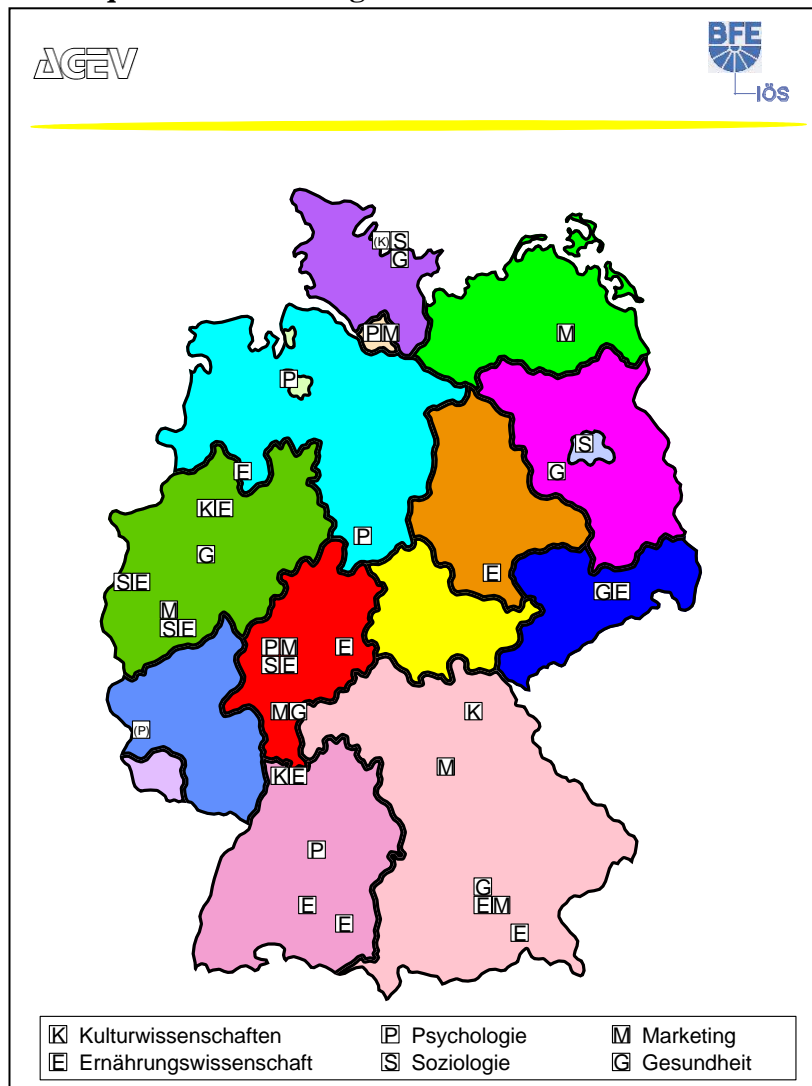 AGEV
BFE
IÖS
(K) S
G
P M
M
P
S
E
G
K E
P
G
E
S E
G E
M
S E
P M E
S E
M G
K
(P)
M
K E
P
G
E
E M
E
E
K Kulturwissenschaften P Psychologie M Marketing
E Ernährungswissenschaft S Soziologie G Gesundheit